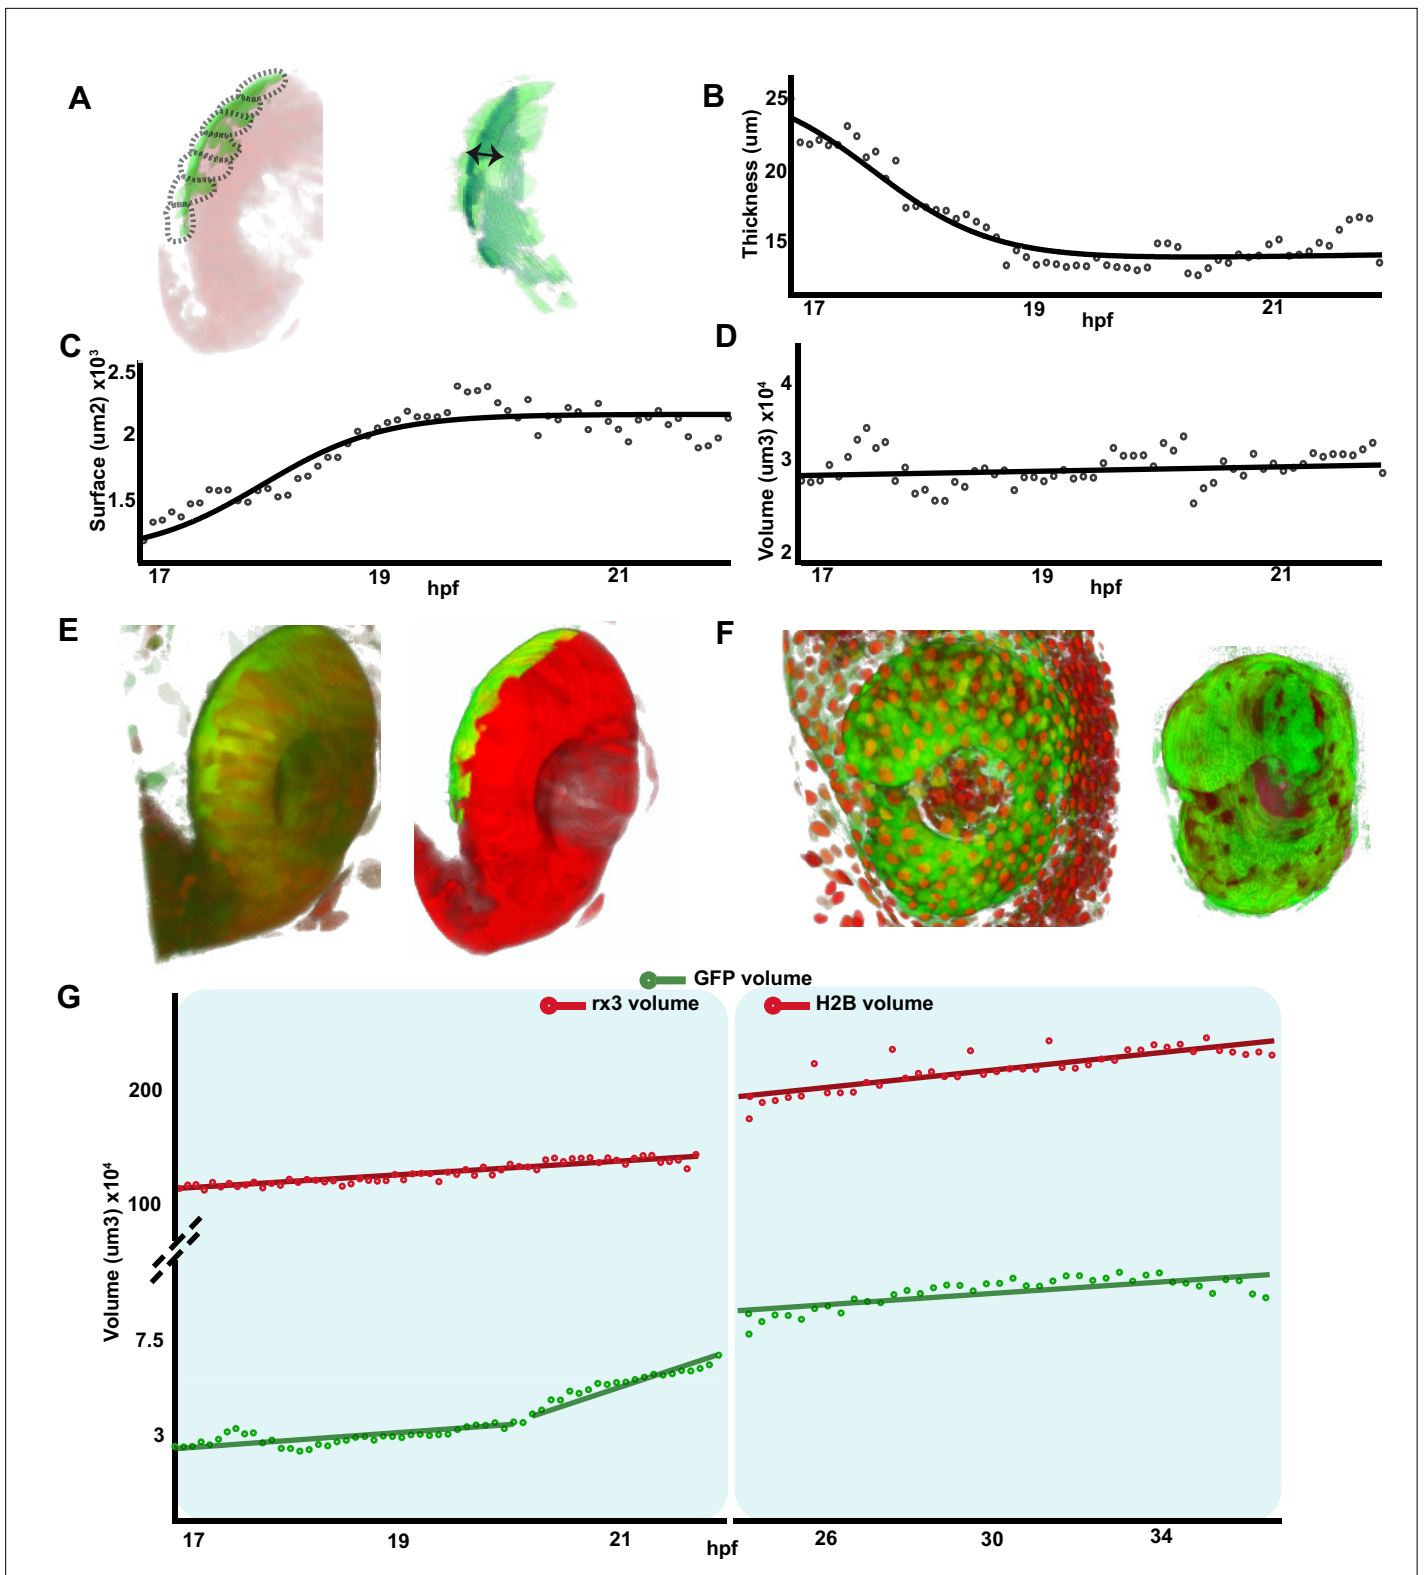 A
B
25
20
15
Thickness (um)
17
19
21
hpf
C
2.5
2
1.5
Surface (um2) x10³
17
19
21
hpf
D
4
3
2
Volume (um3) x10⁴
17
19
21
hpf
E
F
G
GFP volume
rx3 volume
H2B volume
200
100
7.5
3
Volume (um3) x10⁴
17
19
21
26
30
34
hpf